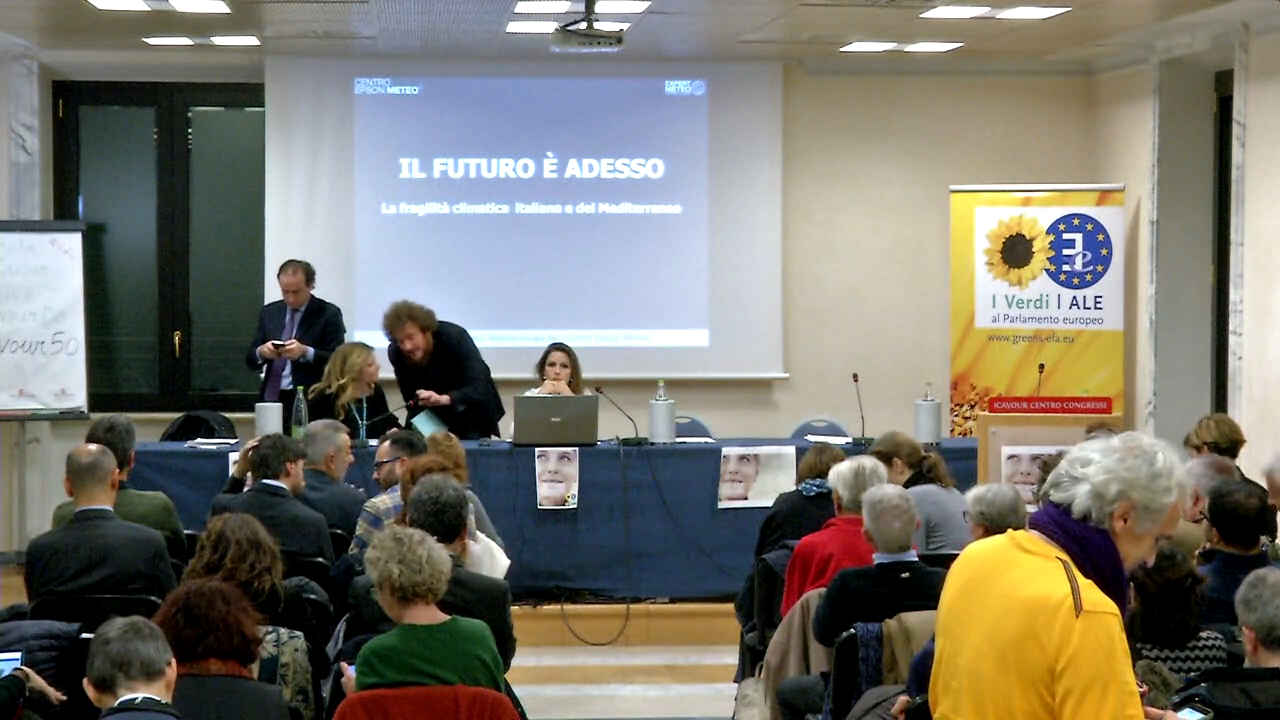 CENTRO
EPSON METEO
EXPERT
METEO
IL FUTURO È ADESSO
La fragilità climatica italiana e del Mediterraneo
I Verdi | ALE
al Parlamento europeo
www.greens-efa.eu
CAVOUR CENTRO CONGRESSI